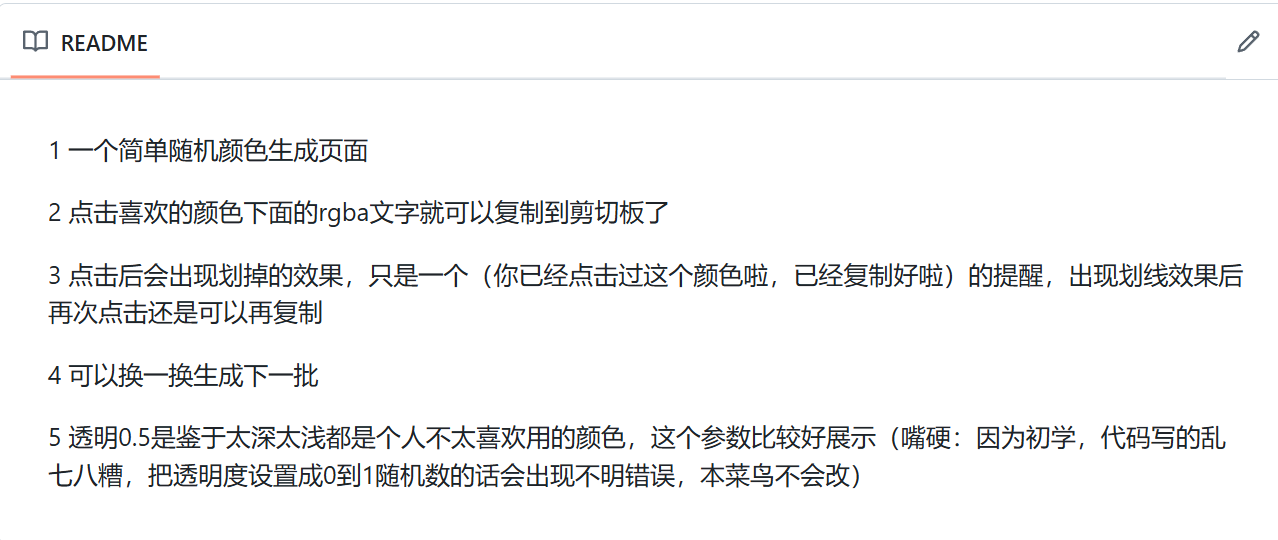 README
1 一个简单随机颜色生成页面
2 点击喜欢的颜色下面的rgba文字就可以复制到剪切板了
3 点击后会出现划掉的效果，只是一个（你已经点击过这个颜色啦，已经复制好啦）的提醒，出现划线效果后
再次点击还是可以再复制
4 可以换一换生成下一批
5 透明0.5是鉴于太深太浅都是个人不太喜欢用的颜色，这个参数比较好展示（嘴硬：因为初学，代码写的乱
七八糟，把透明度设置成0到1随机数的话会出现不明错误，本菜鸟不会改）